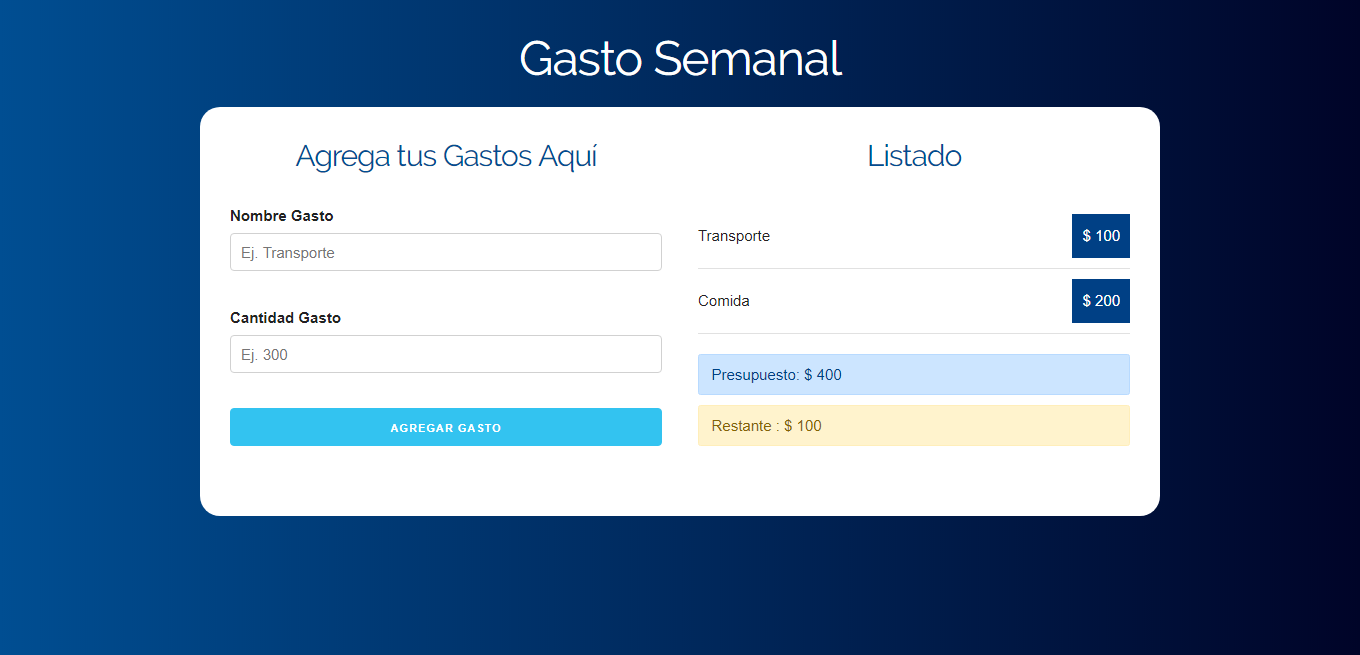 Gasto Semanal
Agrega tus Gastos Aquí
Nombre Gasto
Ej. Transporte
Cantidad Gasto
Ej. 300
AGREGAR GASTO
Listado
Transporte
$ 100
Comida
$ 200
Presupuesto: $ 400
Restante : $ 100